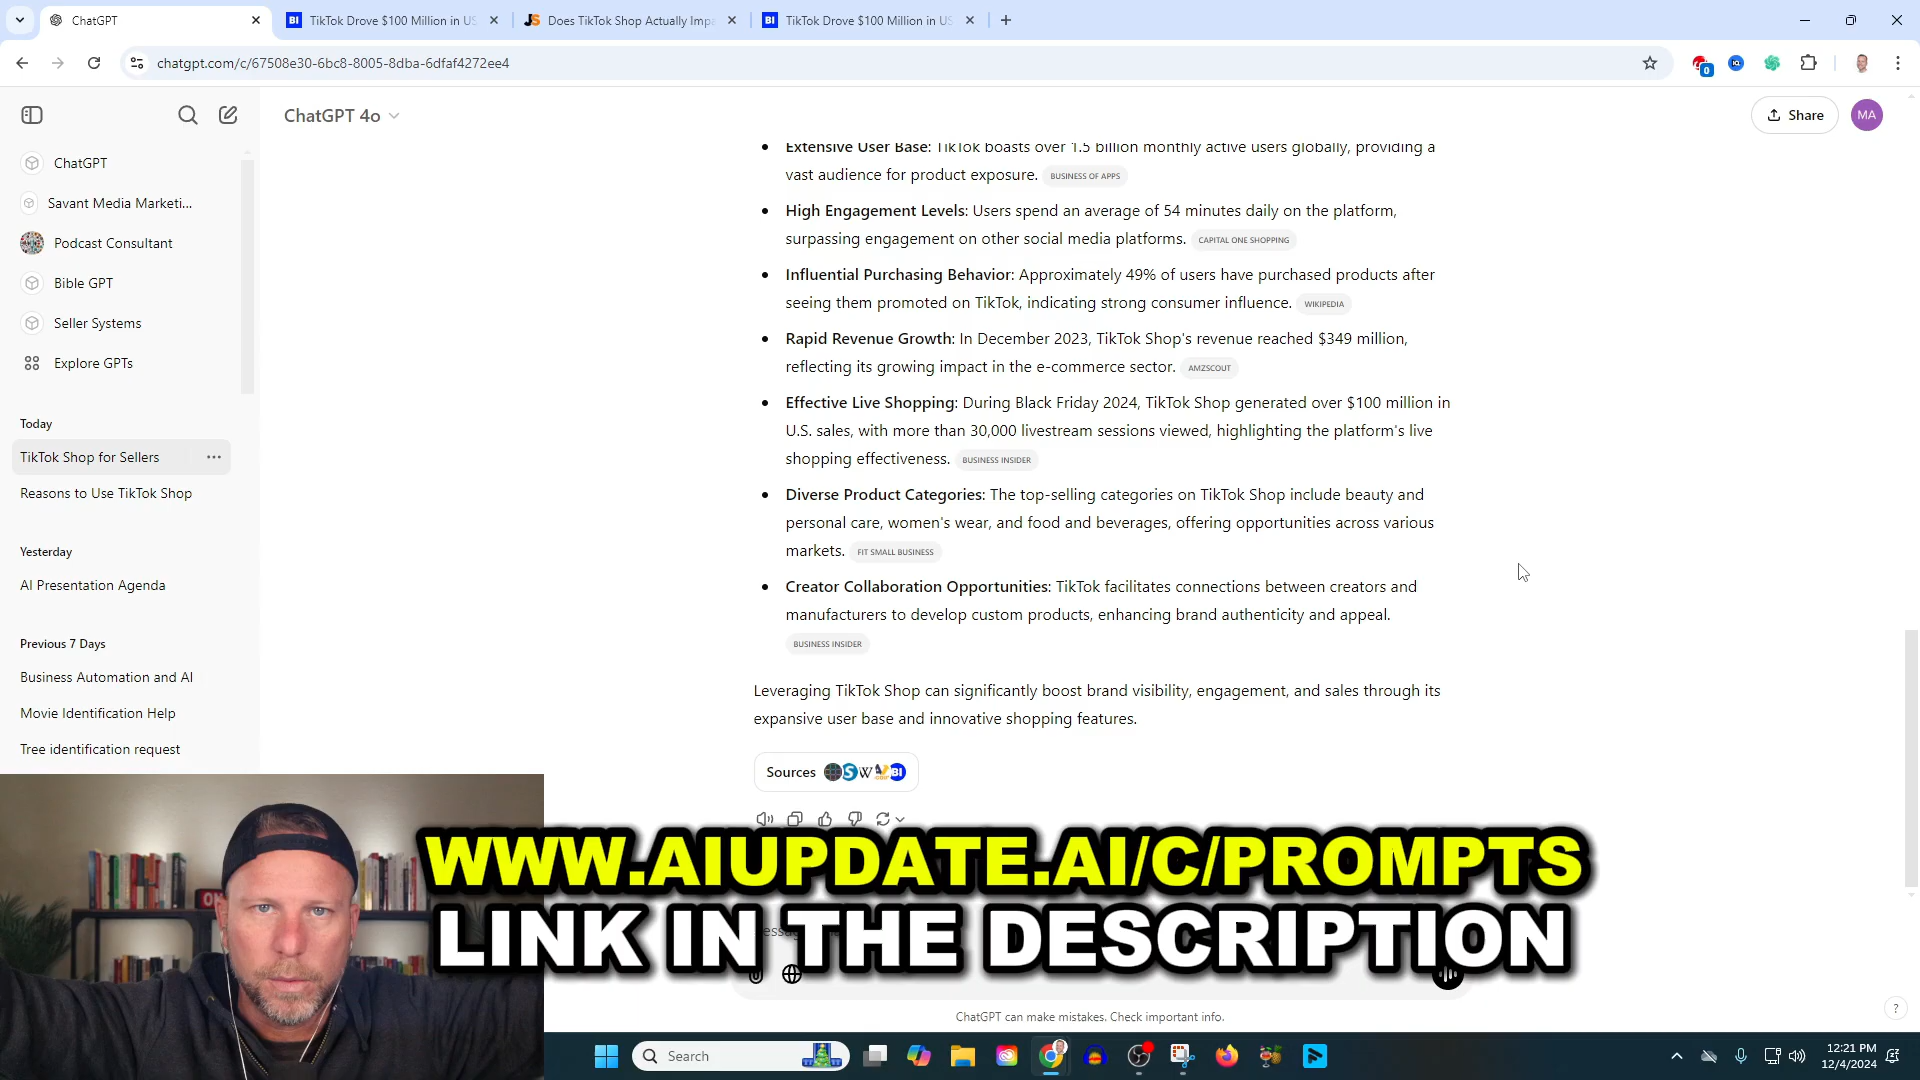 ChatGPT
TikTok Drove $100 Million in US
Does TikTok Shop Actually Impa
TikTok Drove $100 Million in US
chatgpt.com/c/67508e30-6bc8-8005-8dba-6dfaf4272ee4
0
ChatGPT 4o
Share
MA
ChatGPT
Savant Media Marketi...
Podcast Consultant
Bible GPT
Seller Systems
Explore GPTs
Today
TikTok Shop for Sellers
Reasons to Use TikTok Shop
Yesterday
AI Presentation Agenda
Previous 7 Days
Business Automation and AI
Movie Identification Help
Tree identification request
Extensive User Base: TikTok boasts over 1.5 billion monthly active users globally, providing a
vast audience for product exposure. BUSINESS OF APPS
High Engagement Levels: Users spend an average of 54 minutes daily on the platform,
surpassing engagement on other social media platforms. CAPITAL ONE SHOPPING
Influential Purchasing Behavior: Approximately 49% of users have purchased products after
seeing them promoted on TikTok, indicating strong consumer influence. WIKIPEDIA
Rapid Revenue Growth: In December 2023, TikTok Shop's revenue reached $349 million,
reflecting its growing impact in the e-commerce sector. AMZSCOUT
Effective Live Shopping: During Black Friday 2024, TikTok Shop generated over $100 million in
U.S. sales, with more than 30,000 livestream sessions viewed, highlighting the platform's live
shopping effectiveness. BUSINESS INSIDER
Diverse Product Categories: The top-selling categories on TikTok Shop include beauty and
personal care, women's wear, and food and beverages, offering opportunities across various
markets. FIT SMALL BUSINESS
Creator Collaboration Opportunities: TikTok facilitates connections between creators and
manufacturers to develop custom products, enhancing brand authenticity and appeal.
BUSINESS INSIDER
Leveraging TikTok Shop can significantly boost brand visibility, engagement, and sales through its
expansive user base and innovative shopping features.
Sources
WWW.AIUPDATE.AI/C/PROMPTS
LINK IN THE DESCRIPTION
ChatGPT can make mistakes. Check important info.
?
Search
12:21 PM
12/4/2024